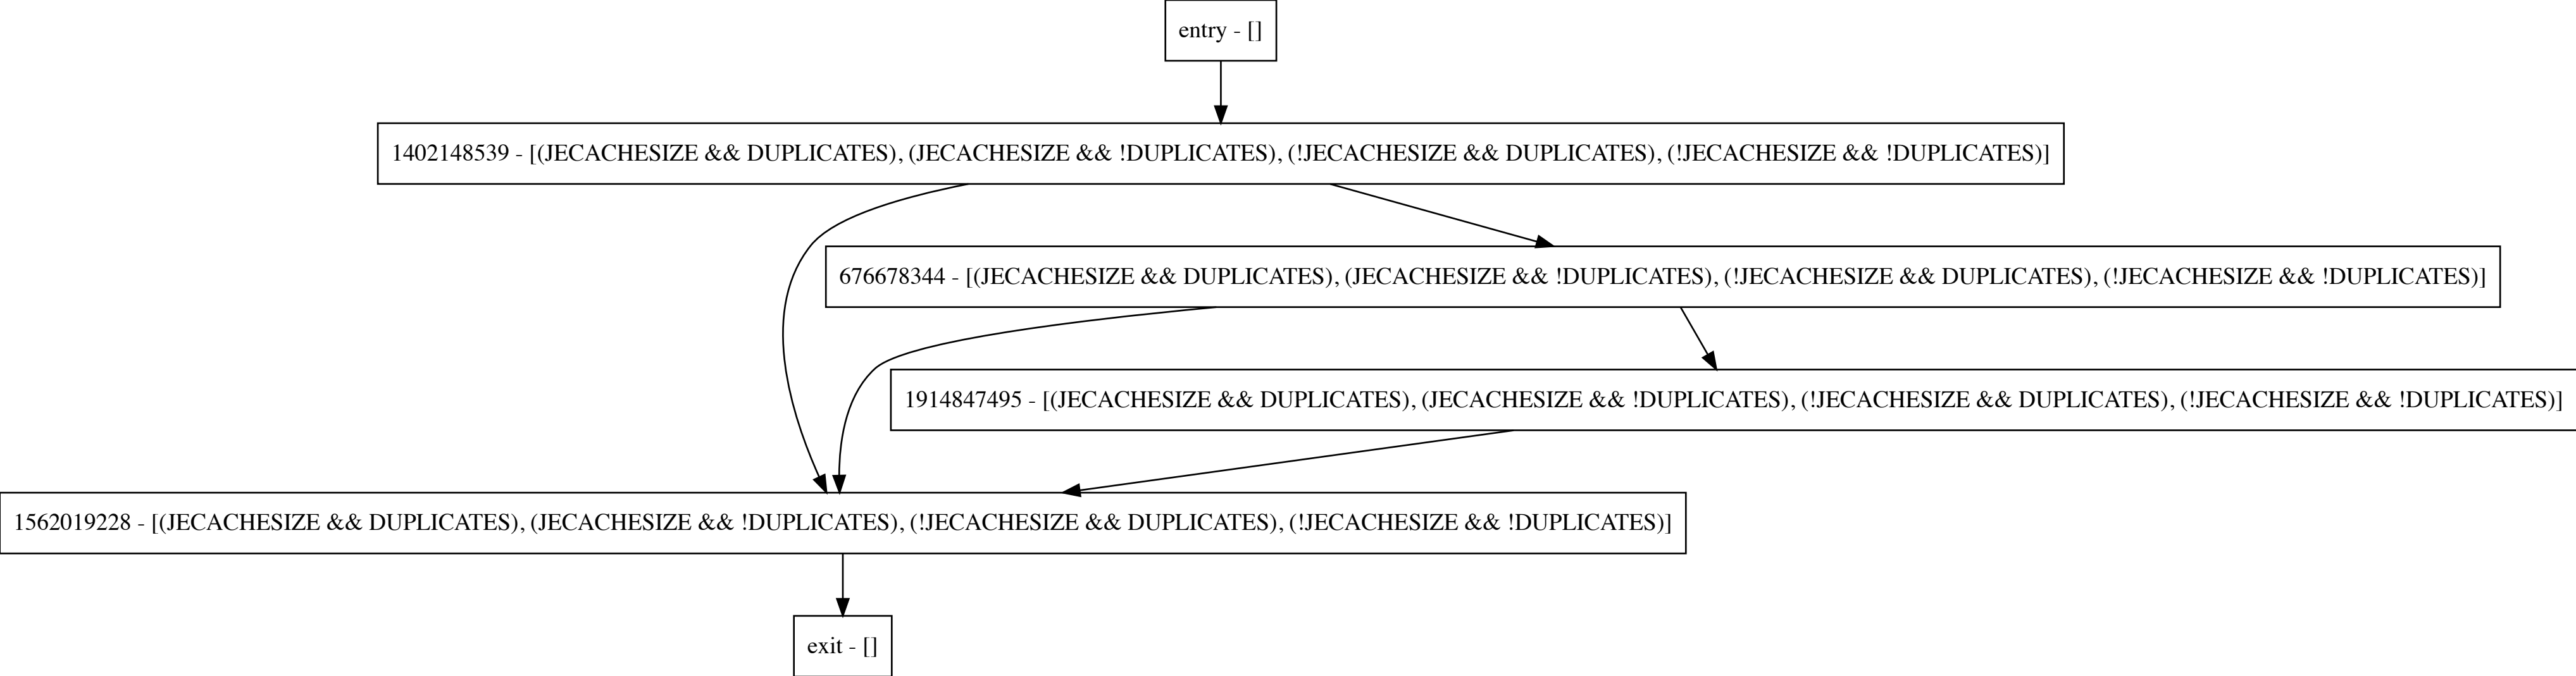 entry - []
1402148539 - [(JECACHESIZE && DUPLICATES), (JECACHESIZE && !DUPLICATES), (!JECACHESIZE && DUPLICATES), (!JECACHESIZE && !DUPLICATES)]
676678344 - [(JECACHESIZE && DUPLICATES), (JECACHESIZE && !DUPLICATES), (!JECACHESIZE && DUPLICATES), (!JECACHESIZE && !DUPLICATES)]
1914847495 - [(JECACHESIZE && DUPLICATES), (JECACHESIZE && !DUPLICATES), (!JECACHESIZE && DUPLICATES), (!JECACHESIZE && !DUPLICATES)]
1562019228 - [(JECACHESIZE && DUPLICATES), (JECACHESIZE && !DUPLICATES), (!JECACHESIZE && DUPLICATES), (!JECACHESIZE && !DUPLICATES)]
exit - []